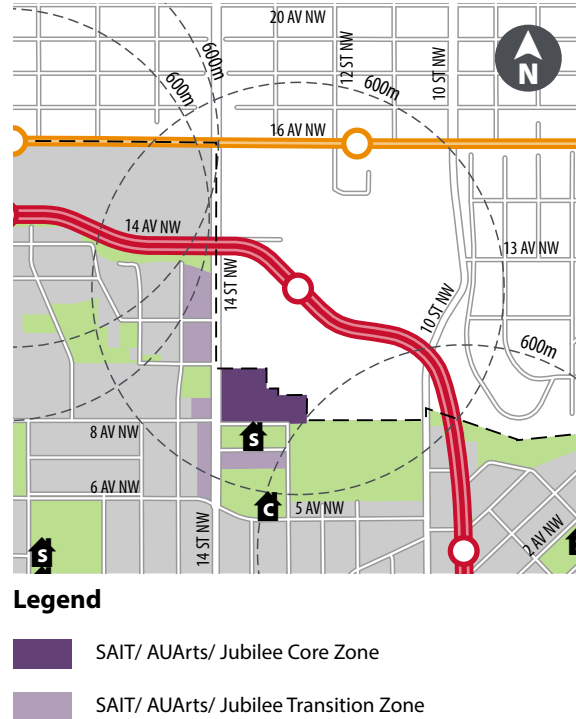 20 AV NW
N
600m
600m
12 ST NW
10 ST NW
600m
16 AV NW
14 AV NW
14 ST NW
13 AV NW
10 ST NW
600m
8 AV NW
S
6 AV NW
C
5 AV NW
14 ST NW
2 AV NW
S
Legend
SAIT/ AUArts/ Jubilee Core Zone
SAIT/ AUArts/ Jubilee Transition Zone